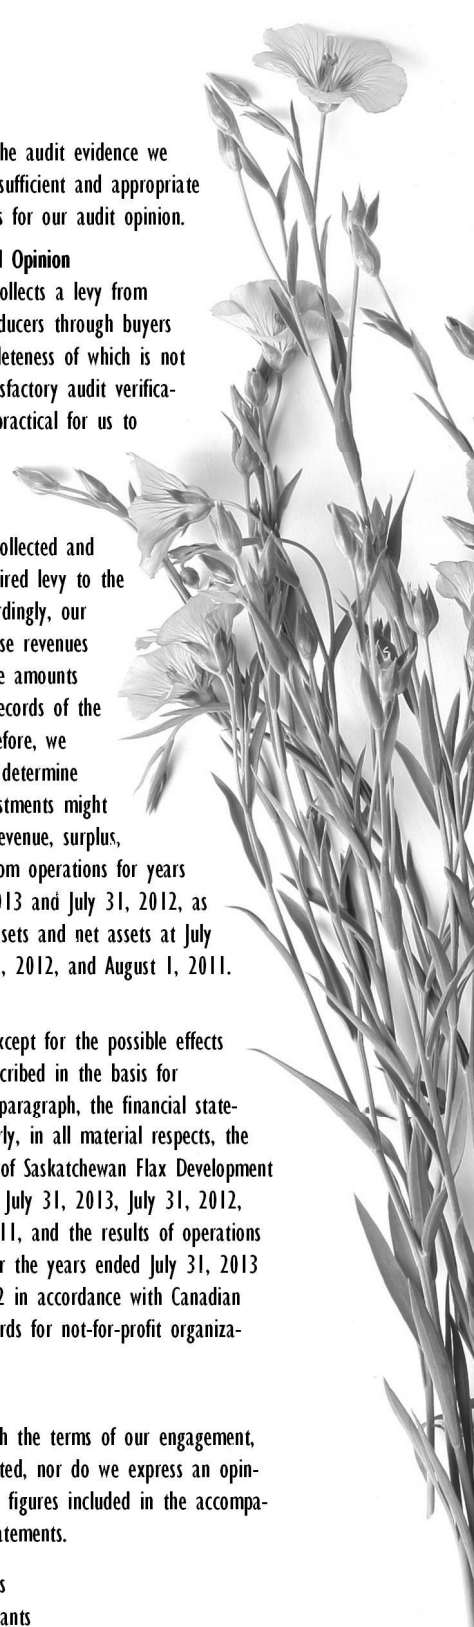 he audit evidence we
sufficient and appropriate
s for our audit opinion.
l Opinion
ollects a levy from
ducers through buyers
leteness of which is not
sfactory audit verifica-
practical for us to
ollected and
ired levy to the
rdingly, our
se revenues
e amounts
ecords of the
efore, we
determine
stments might
evenue, surplus,
om operations for years
013 and July 31, 2012, as
sets and net assets at July
, 2012, and August 1, 2011.
xcept for the possible effects
cribed in the basis for
paragraph, the financial state-
rly, in all material respects, the
of Saskatchewan Flax Development
July 31, 2013, July 31, 2012,
11, and the results of operations
r the years ended July 31, 2013
2 in accordance with Canadian
rds for not-for-profit organiza-
h the terms of our engagement,
ted, nor do we express an opin-
figures included in the accompa-
atements.
s
ants